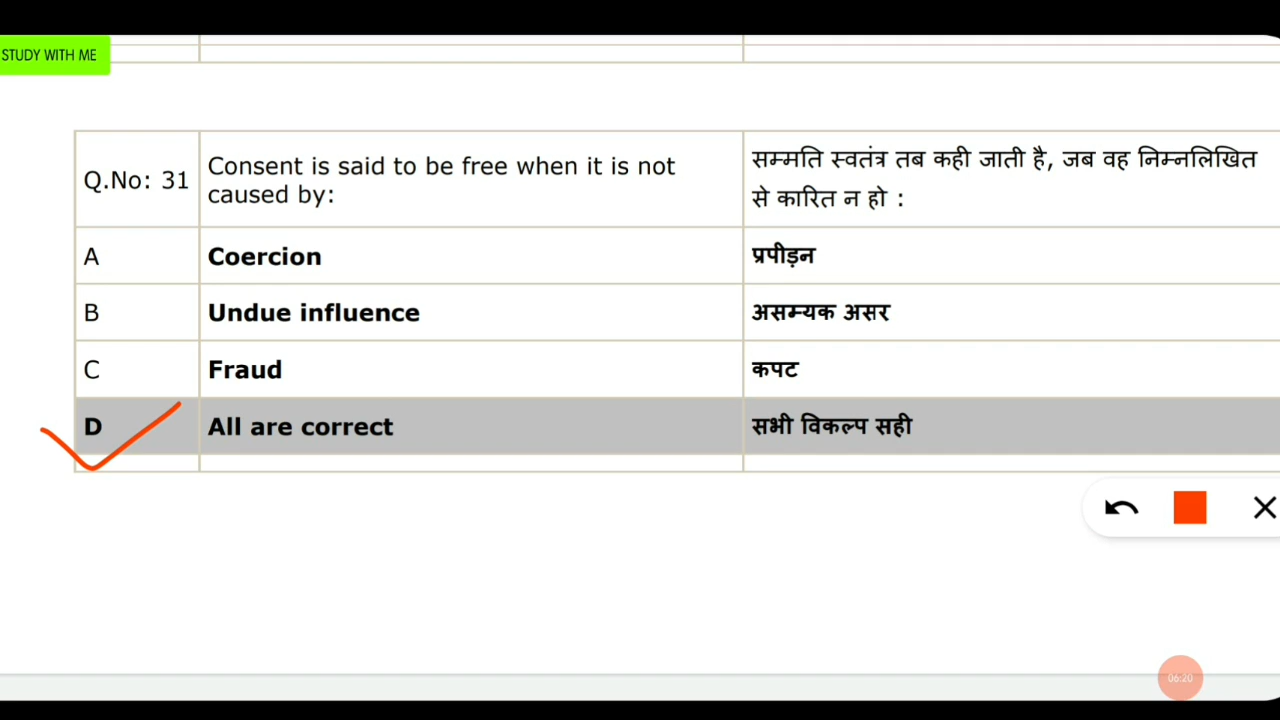 STUDY WITH ME
Q.No: 31
Consent is said to be free when it is not
caused by:
सम्मति स्वतंत्र तब कही जाती है, जब वह निम्नलिखित
से कारित न हो :
A
Coercion
प्रपीड़न
B
Undue influence
असम्यक असर
C
Fraud
कपट
D
All are correct
सभी विकल्प सही
06:20